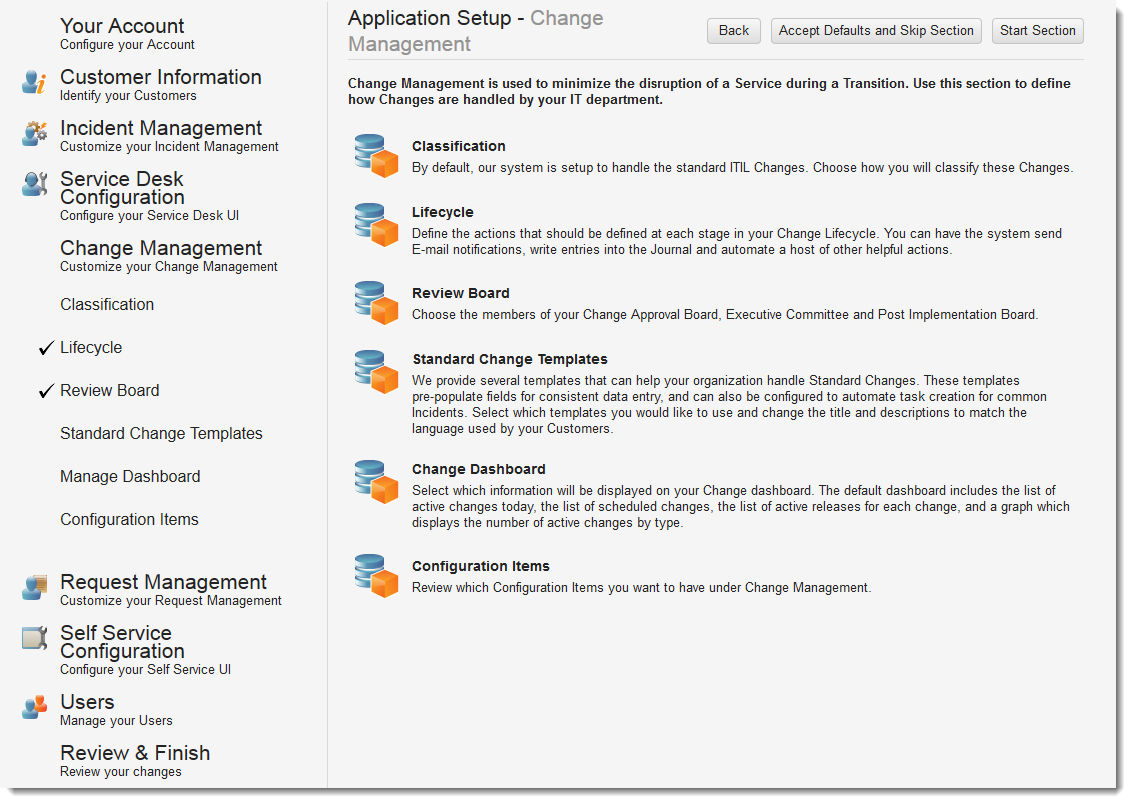 Your Account
Configure your Account
Customer Information
Identify your Customers
Incident Management
Customize your Incident Management
Service Desk
Configuration
Configure your Service Desk UI
Change Management
Customize your Change Management
Classification
Lifecycle
Review Board
Standard Change Templates
Manage Dashboard
Configuration Items
Request Management
Customize your Request Management
Self Service
Configuration
Configure your Self Service UI
Users
Manage your Users
Review & Finish
Review your changes
Application Setup - Change
Management
Back
Accept Defaults and Skip Section
Start Section
Change Management is used to minimize the disruption of a Service during a Transition. Use this section to define
how Changes are handled by your IT department.
Classification
By default, our system is setup to handle the standard ITIL Changes. Choose how you will classify these Changes.
Lifecycle
Define the actions that should be defined at each stage in your Change Lifecycle. You can have the system send
E-mail notifications, write entries into the Journal and automate a host of other helpful actions.
Review Board
Choose the members of your Change Approval Board, Executive Committee and Post Implementation Board.
Standard Change Templates
We provide several templates that can help your organization handle Standard Changes. These templates
pre-populate fields for consistent data entry, and can also be configured to automate task creation for common
Incidents. Select which templates you would like to use and change the title and descriptions to match the
language used by your Customers.
Change Dashboard
Select which information will be displayed on your Change dashboard. The default dashboard includes the list of
active changes today, the list of scheduled changes, the list of active releases for each change, and a graph which
displays the number of active changes by type.
Configuration Items
Review which Configuration Items you want to have under Change Management.